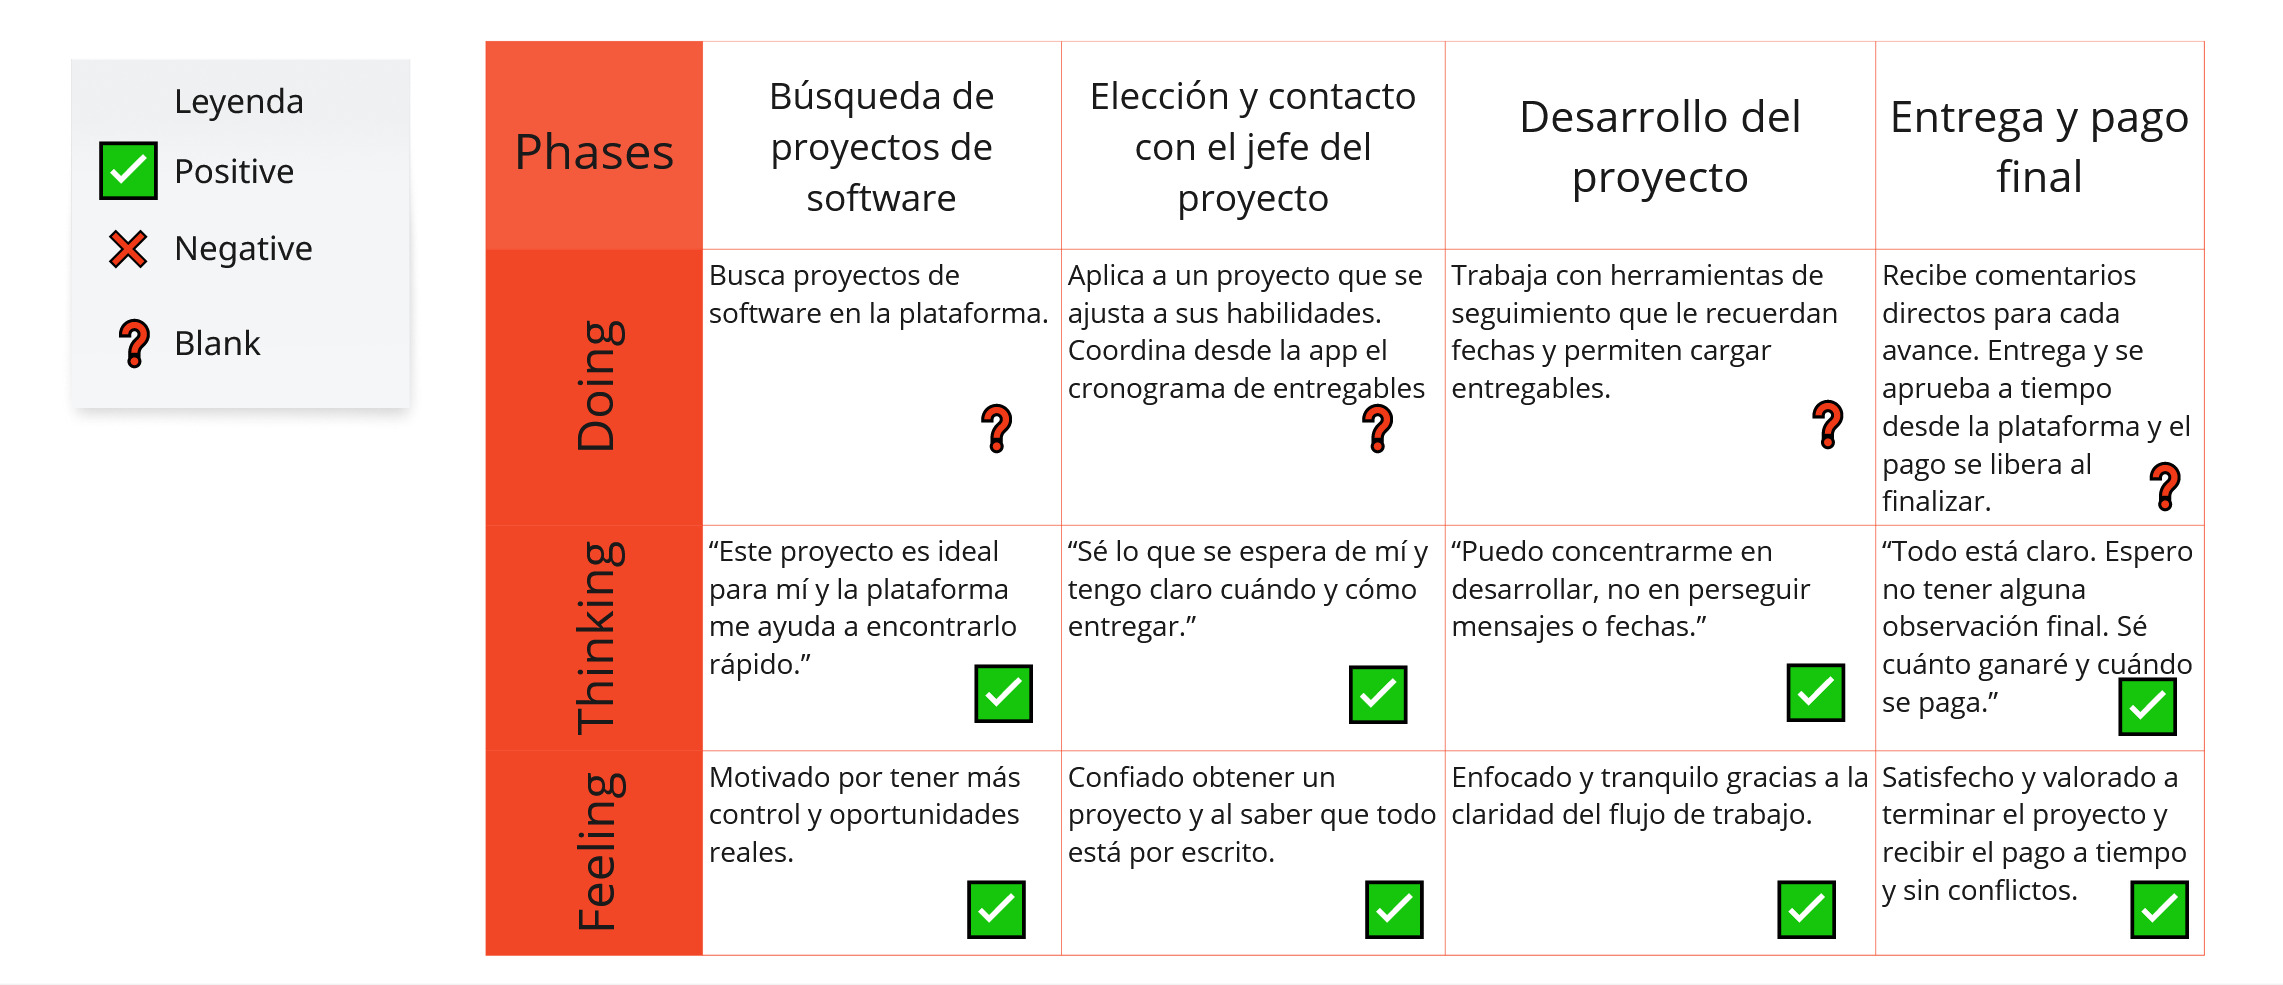 Leyenda
Positive
Negative
Blank
Phases
Búsqueda de
proyectos de
software
Elección y contacto
con el jefe del
proyecto
Desarrollo del
proyecto
Entrega y pago
final
Doing
Busca proyectos de
software en la plataforma.
Aplica a un proyecto que se
ajusta a sus habilidades.
Coordina desde la app el
cronograma de entregables
Trabaja con herramientas de
seguimiento que le recuerdan
fechas y permiten cargar
entregables.
Recibe comentarios
directos para cada
avance. Entrega y se
aprueba a tiempo
desde la plataforma y el
pago se libera al
finalizar.
Thinking
“Este proyecto es ideal
para mí y la plataforma
me ayuda a encontrarlo
rápido.”
“Sé lo que se espera de mí y
tengo claro cuándo y cómo
entregar.”
“Puedo concentrarme en
desarrollar, no en perseguir
mensajes o fechas.”
“Todo está claro. Espero
no tener alguna
observación final. Sé
cuánto ganaré y cuándo
se paga.”
Feeling
Motivado por tener más
control y oportunidades
reales.
Confiado obtener un
proyecto y al saber que todo
está por escrito.
Enfocado y tranquilo gracias a la
claridad del flujo de trabajo.
Satisfecho y valorado a
terminar el proyecto y
recibir el pago a tiempo
y sin conflictos.